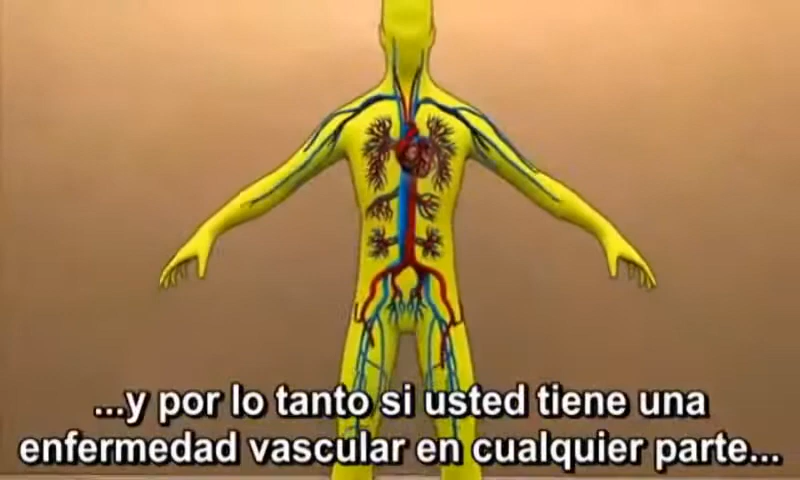 ...y por lo tanto si usted tiene una
enfermedad vascular en cualquier parte...